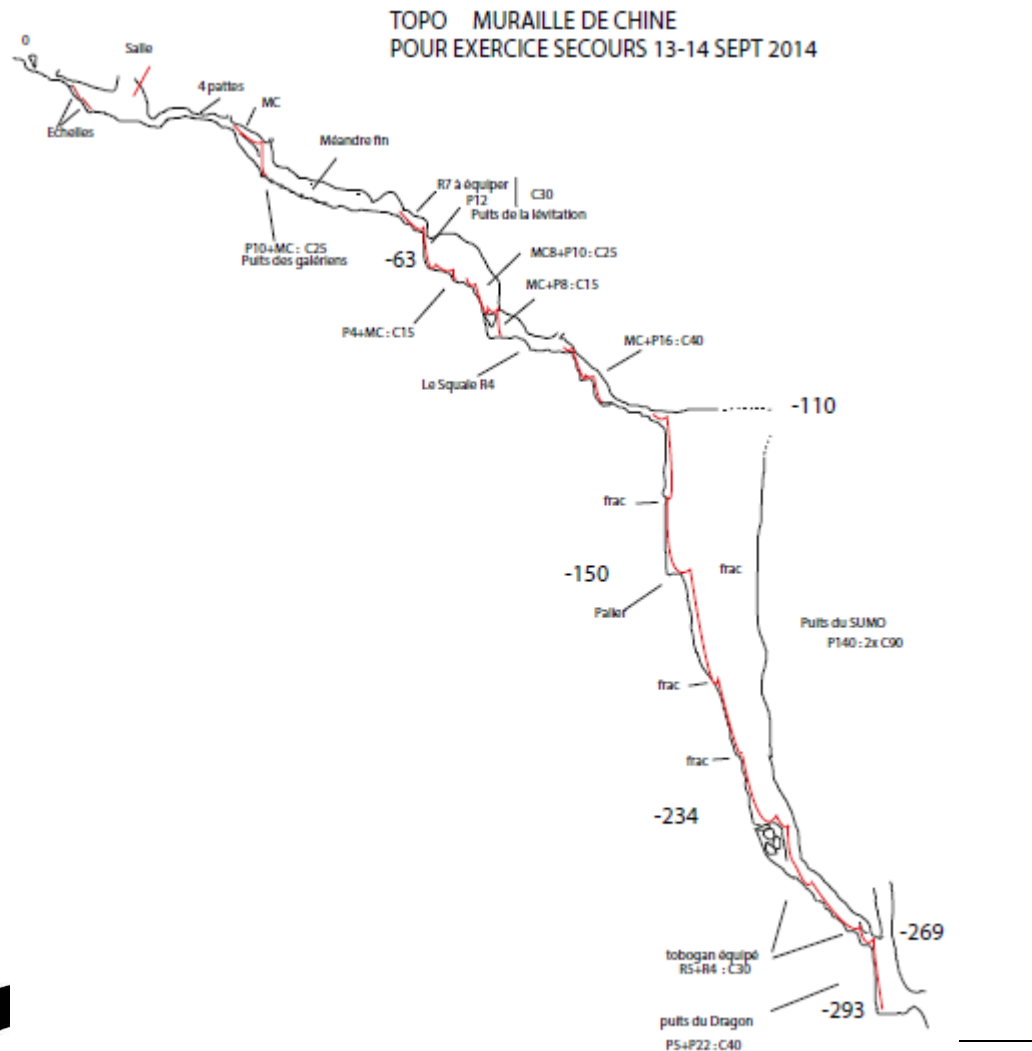 TOPO MURAILLE DE CHINE
POUR EXERCICE SECOURS 13-14 SEPT 2014
0
Salle
4 pattes
MC
Echelles
Méandre fin
R7 à équiper
P12
C30
Puits de la lévitation
P10+MC : C25
Puits des galériens
-63
MC8+P10: C25
MC+P8 : C15
P4+MC : C15
MC+P16 : C40
Le Squale R4
-110
frac
-150
frac
Palier
Puits du SUMO
P140 : 2x C90
frac
frac
-234
-269
tobogan équipé
R5+R4 : C30
-293
puits du Dragon
P5+P22 : C40